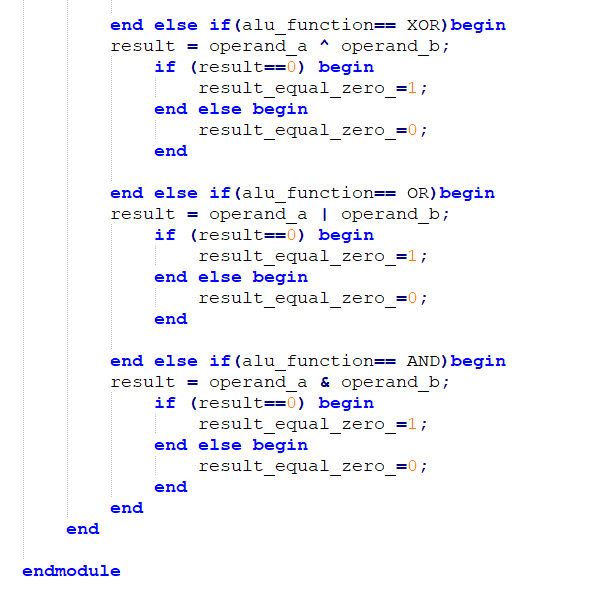 end else if(alu_function== XOR)begin
result = operand_a ^ operand_b;
if (result==0) begin
result_equal_zero_=1;
end else begin
result_equal_zero_=0;
end
end else if(alu_function== OR)begin
result = operand_a | operand_b;
if (result==0) begin
result_equal_zero_=1;
end else begin
result_equal_zero_=0;
end
end else if(alu_function== AND)begin
result = operand_a & operand_b;
if (result==0) begin
result_equal_zero_=1;
end else begin
result_equal_zero_=0;
end
end
end
endmodule